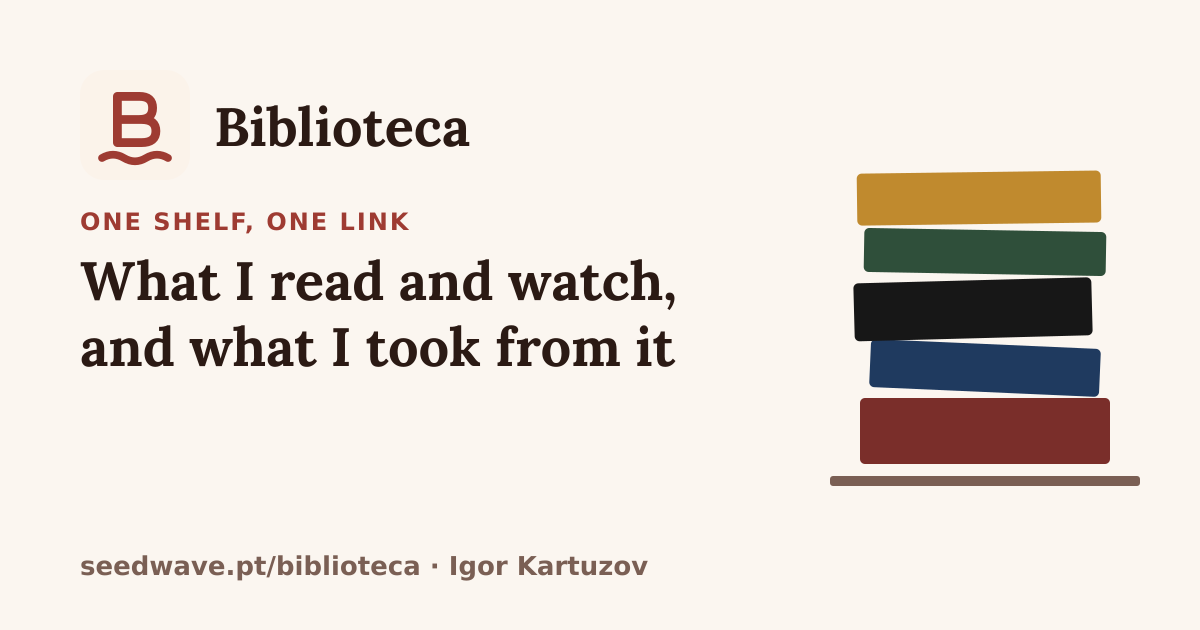 B
Biblioteca
ONE SHELF, ONE LINK
What I read and watch,
and what I took from it
seedwave.pt/biblioteca · Igor Kartuzov